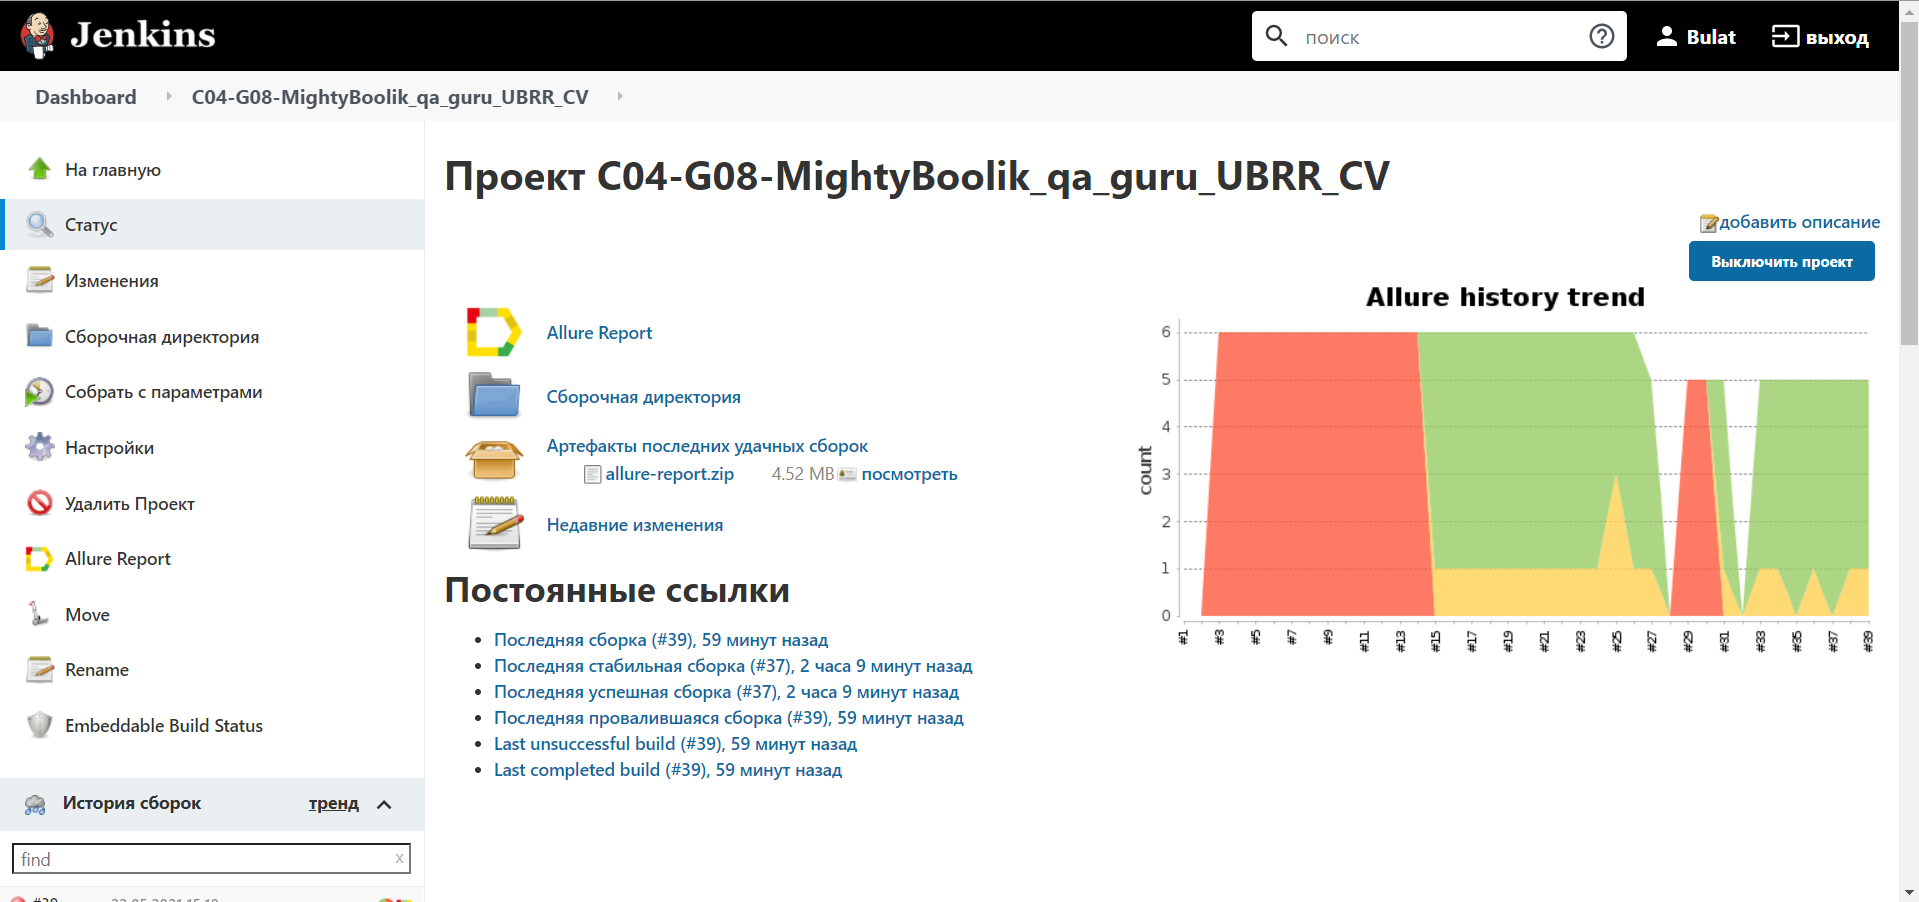 Jenkins
поиск
Bulat
выход
Dashboard
C04-G08-MightyBoolik_qa_guru_UBRR_CV
На главную
Статус
Изменения
Сборочная директория
Собрать с параметрами
Настройки
Удалить Проект
Allure Report
Move
Rename
Embeddable Build Status
История сборок тренд
find x
#39
Проект C04-G08-MightyBoolik_qa_guru_UBRR_CV
добавить описание
Выключить проект
Allure Report
Сборочная директория
Артефакты последних удачных сборок
allure-report.zip 4.52 MB посмотреть
Недавние изменения
Постоянные ссылки
Последняя сборка (#39), 59 минут назад
Последняя стабильная сборка (#37), 2 часа 9 минут назад
Последняя успешная сборка (#37), 2 часа 9 минут назад
Последняя провалившаяся сборка (#39), 59 минут назад
Last unsuccessful build (#39), 59 минут назад
Last completed build (#39), 59 минут назад
Allure history trend
count
6
5
4
3
2
1
0
#1 #3 #5 #7 #9 #11 #13 #15 #17 #19 #21 #23 #25 #27 #29 #31 #33 #35 #37 #39